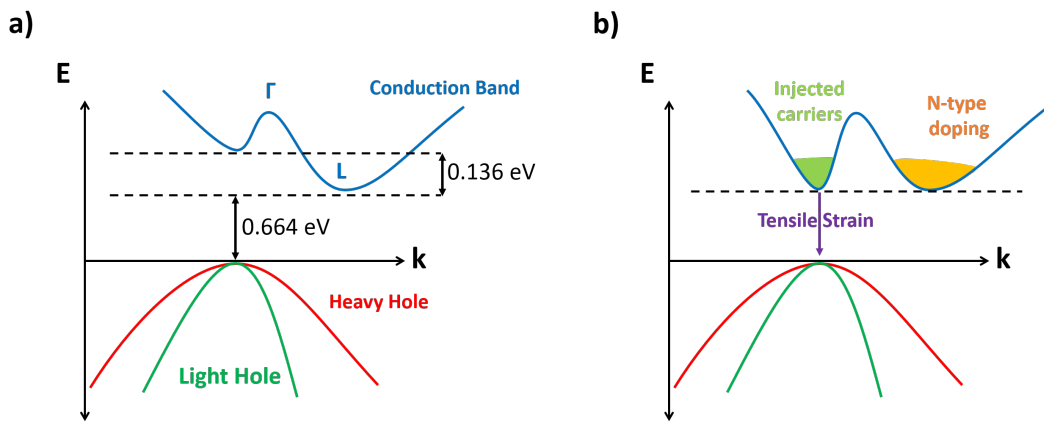 a)
E
Γ
Conduction Band
L
0.136 eV
0.664 eV
k
Heavy Hole
Light Hole
b)
E
Injected
carriers
N-type
doping
Tensile Strain
k